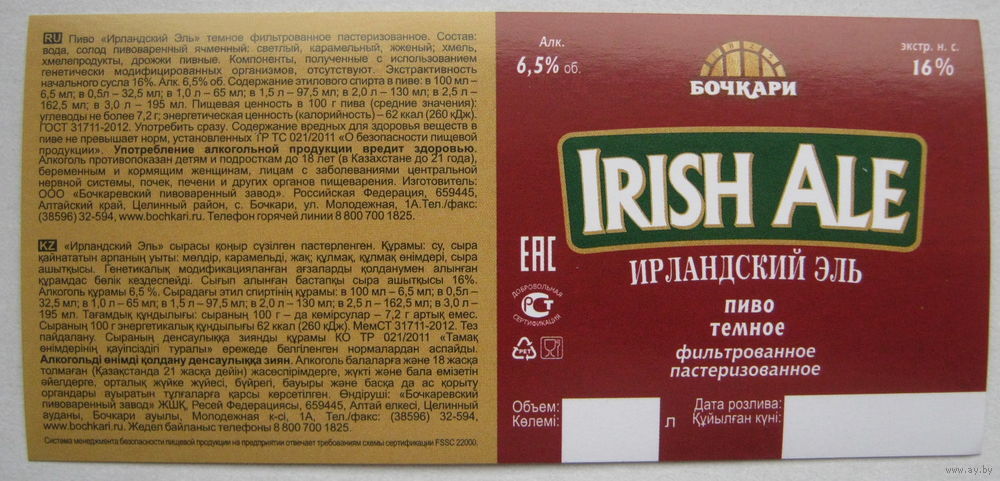 RU Пиво «Ирландский Эль» темное фильтрованное пастеризованное. Состав:
вода, солод пивоваренный ячменный: светлый, карамельный, жженый; хмель,
хмелепродукты, дрожжи пивные. Компоненты, полученные с использованием
генетически модифицированных организмов, отсутствуют. Экстрактивность
начального сусла 16%. Алк. 6,5% об. Содержание этилового спирта в пиве: в 100 мл –
6,5 мл; в 0,5л – 32,5 мл; в 1,0 л – 65 мл; в 1,5 л – 97,5 мл; в 2,0 л – 130 мл; в 2,5 л –
162,5 мл; в 3,0 л – 195 мл. Пищевая ценность в 100 г пива (средние значения):
углеводы не более 7,2 г; энергетическая ценность (калорийность) – 62 ккал (260 кДж).
ГОСТ 31711-2012. Употребить сразу. Содержание вредных для здоровья веществ в
пиве не превышает норм, установленных ТР ТС 021/2011 «О безопасности пищевой
продукции». Употребление алкогольной продукции вредит здоровью.
Алкоголь противопоказан детям и подросткам до 18 лет (в Казахстане до 21 года),
беременным и кормящим женщинам, лицам с заболеваниями центральной
нервной системы, почек, печени и других органов пищеварения. Изготовитель:
ООО «Бочкаревский пивоваренный завод». Российская Федерация, 659445,
Алтайский край, Целинный район, с. Бочкари, ул. Молодежная, 1А.Тел./факс:
(38596) 32-594, www.bochkari.ru. Телефон горячей линии 8 800 700 1825.
KZ «Ирландский Эль» сырасы қоңыр сүзілген пастерленген. Құрамы: су, сыра
қайнататын арпаның уыты: мөлдір, карамельді, жақ; құлмақ, құлмақ өнімдері, сыра
ашытқысы. Генетикалық модификацияланған ағзаларды қолданумен алынған
құрамдас бөлік кездеспейді. Сығып алынған бастапқы сыра ашытқысы 16%.
Алкоголь құрамы 6,5 %. Сырадағы этил спиртінің құрамы: в 100 мл – 6,5 мл; в 0,5л –
32,5 мл; в 1,0 л – 65 мл; в 1,5 л – 97,5 мл; в 2,0 л – 130 мл; в 2,5 л – 162,5 мл; в 3,0 л –
195 мл. Тағамдық құндылығы: сыраның 100 г – да көмірсулар - 7,2 г артық емес.
Сыраның 100 г энергетикалық құндылығы 62 ккал (260 кДж). МемСТ 31711-2012. Тез
пайдалану. Сыраның денсаулыққа зиянды құрамы КО ТР 021/2011 «Тамақ
өнімдерінің қауіпсіздігі туралы» ережеде белгіленген нормалардан аспайды.
Алкогольді өнімді қолдану денсаулыққа зиян. Алкоголь балаларға және 18 жасқа
толмаған (Қазақстанда 21 жасқа дейін) жасөспірімдерге, жүкті және бала емізетін
әйелдерге, орталық жүйке жүйесі, бүйрегі, бауыры және басқа да ас қорыту
органдары ауыратын тұлғаларға қарсы көрсетілген. Өндіруші: «Бочкаревский
пивоваренный завод» ЖШҚ, Ресей Федерациясы, 659445, Алтай елкесі, Целинный
ауданы, Бочкари ауылы, Молодежная к-сі, 1А, Тел./факс: (38596) 32-594,
www.bochkari.ru. Жедел байланыс телефоны 8 800 700 1825.
Система менеджмента безопасности пищевой продукции на предприятии отвечает требованиям схемы сертификации FSSC 22000.
Алк.
6,5% об.
БОЧКАРИ
экстр. н. с.
16%
IRISH ALE
ИРЛАНДСКИЙ ЭЛЬ
EAC
ДОБРОВОЛЬНАЯ
РСТ
СЕРТИФИКАЦИЯ
PET
ПИВО
ТЕМНОЕ
фильтрованное
пастеризованное
Объем:
Көлемі:
л
Дата розлива:
Құйылған күні:
www.ay.by